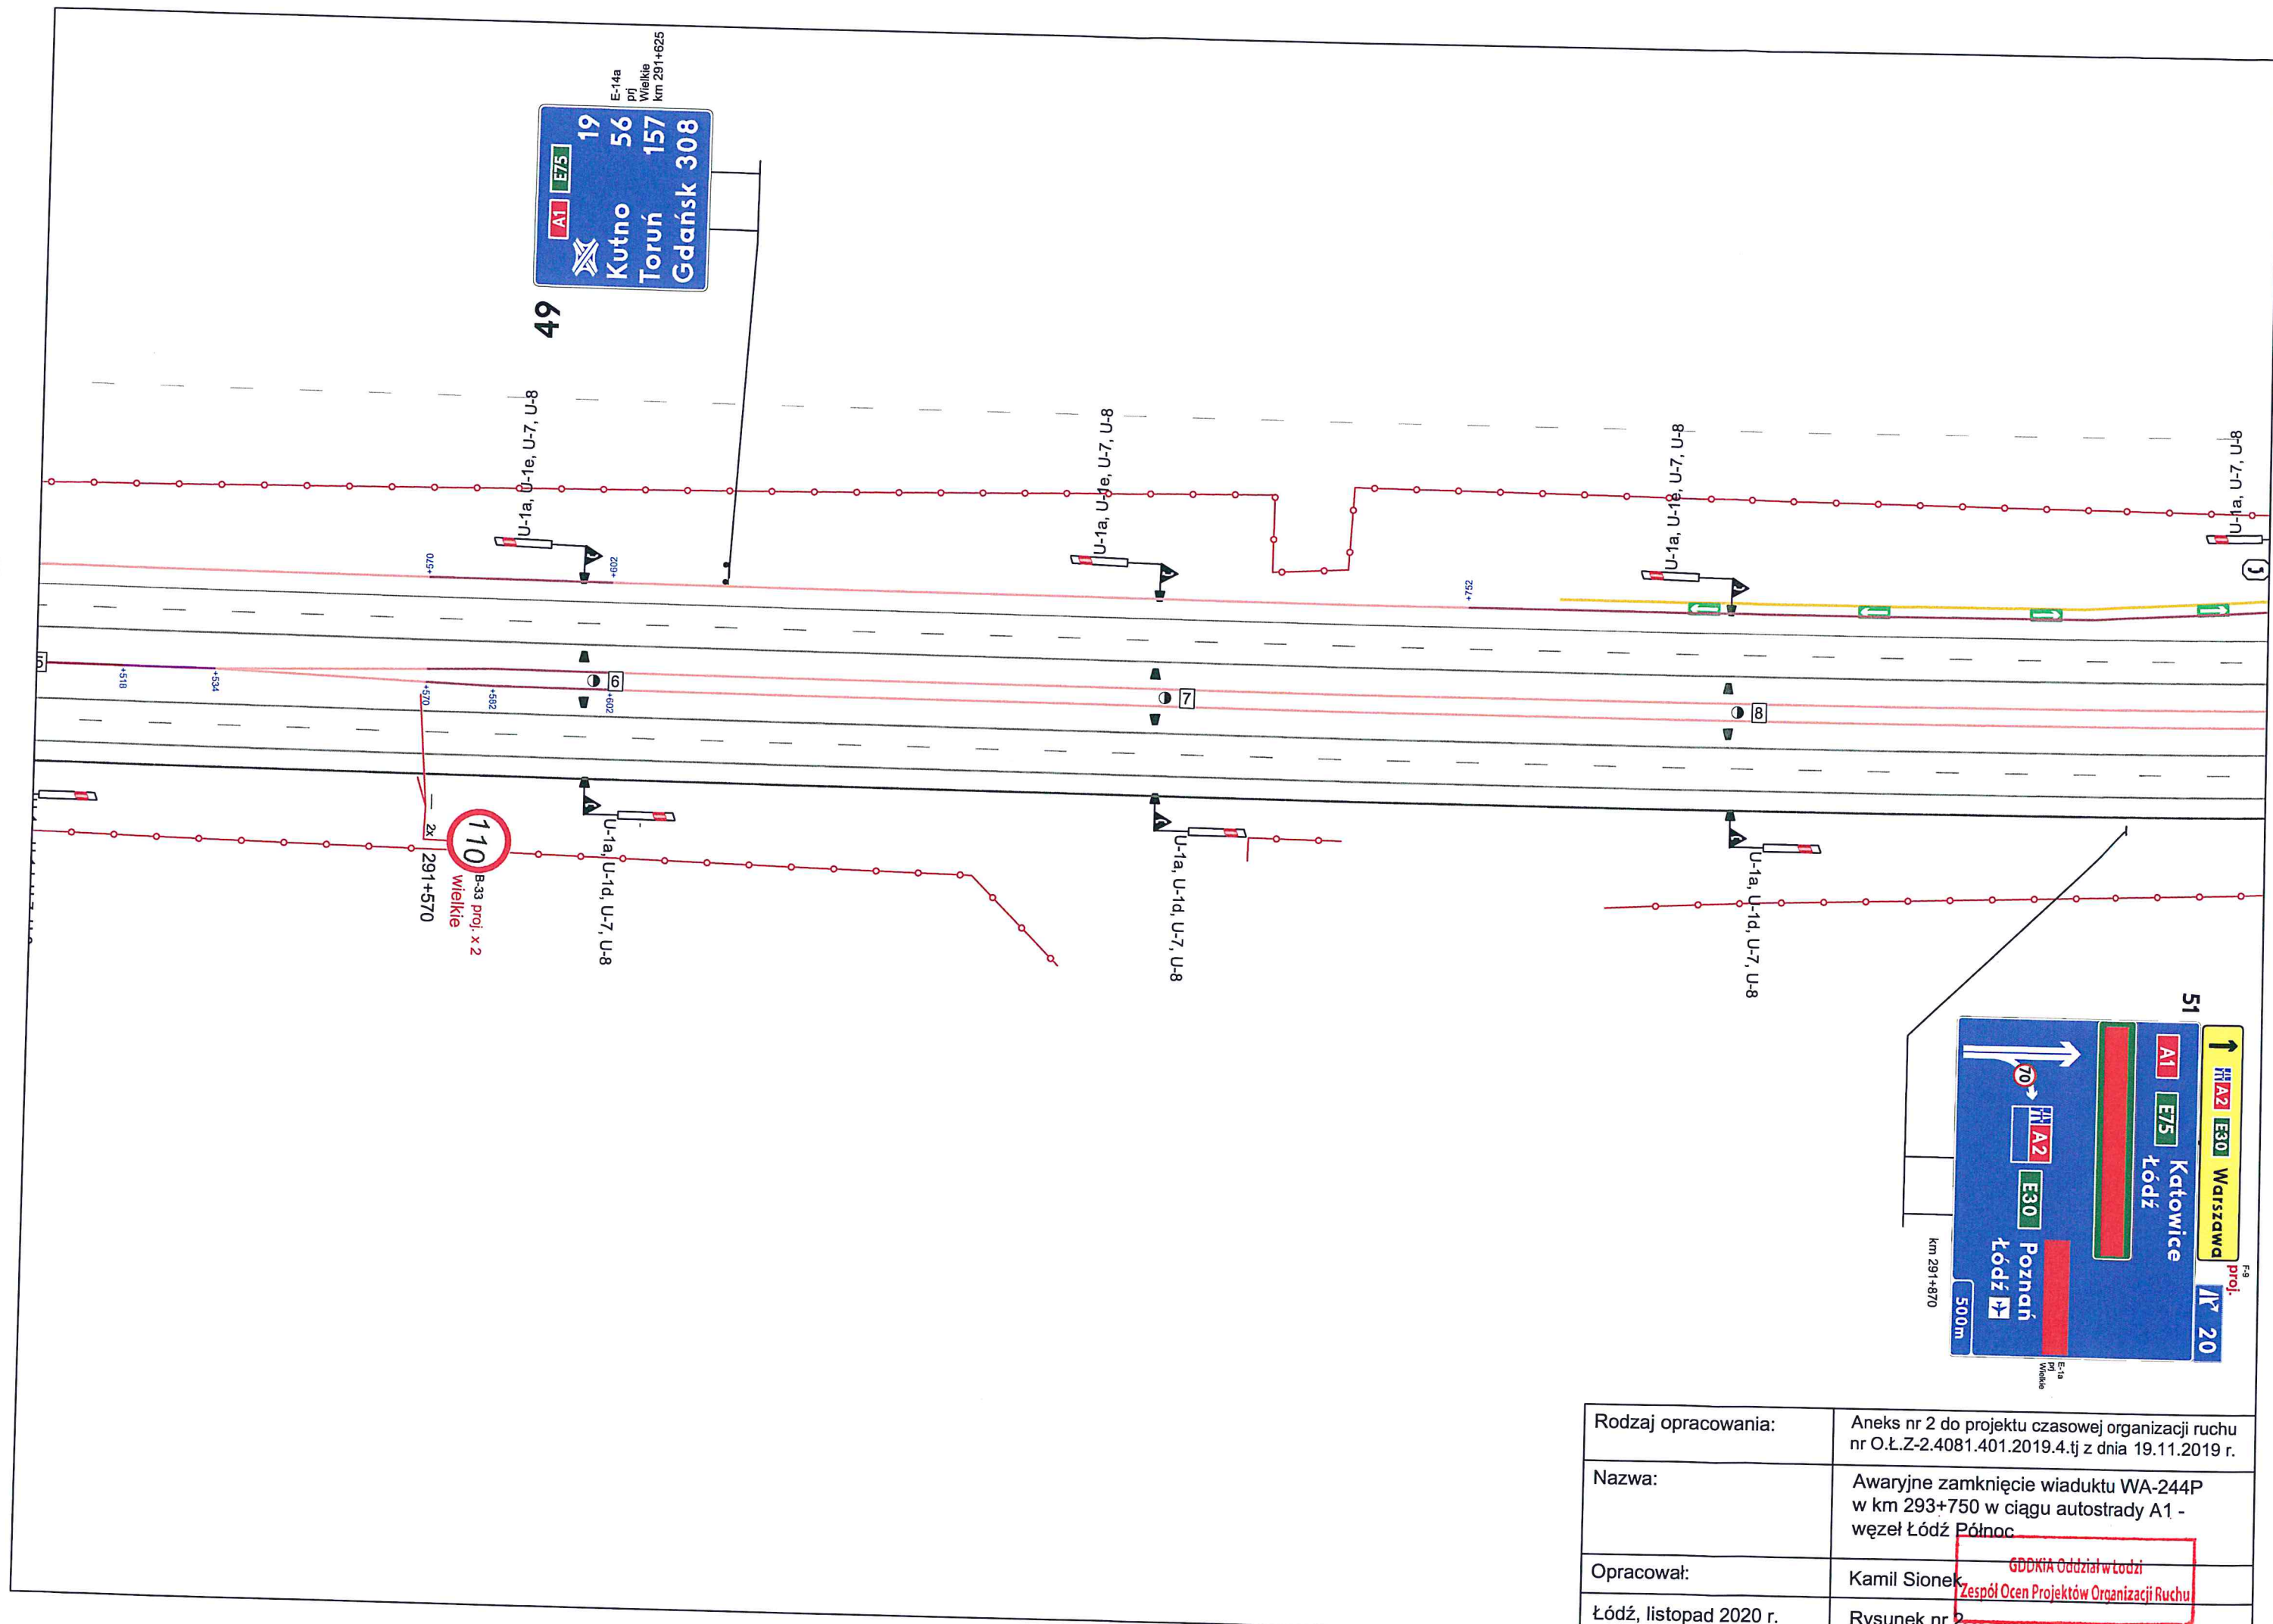 E-14a
prj
Wielkie
km 291+625
A1 E75
19
Kutno 56
Toruń 157
Gdańsk 308
49
U-1a, U-1e, U-7, U-8
U-1a, U-1e, U-7, U-8
U-1a, U-1e, U-7, U-8
U-1a, U-7, U-8
+570
+602
+752
+518
+534
+570
+582
+602
6
7
8
2x
291+570
110
B-33 proj. x 2
wielkie
U-1a, U-1d, U-7, U-8
U-1a, U-1d, U-7, U-8
U-1a, U-1d, U-7, U-8
51
F-9
proj.
A2 E30 Warszawa
20
A1 E75 Katowice
Łódź
70
A2 E30 Poznań
Łódź
500m
E-1a
prj
Wielkie
km 291+870
Rodzaj opracowania:
Aneks nr 2 do projektu czasowej organizacji ruchu
nr O.Ł.Z-2.4081.401.2019.4.tj z dnia 19.11.2019 r.
Nazwa:
Awaryjne zamknięcie wiaduktu WA-244P
w km 293+750 w ciągu autostrady A1 -
węzeł Łódź Północ
GDDKiA Oddział w Łodzi
Zespół Ocen Projektów Organizacji Ruchu
Opracował:
Kamil Sionek
Łódź, listopad 2020 r.
Rysunek nr 2